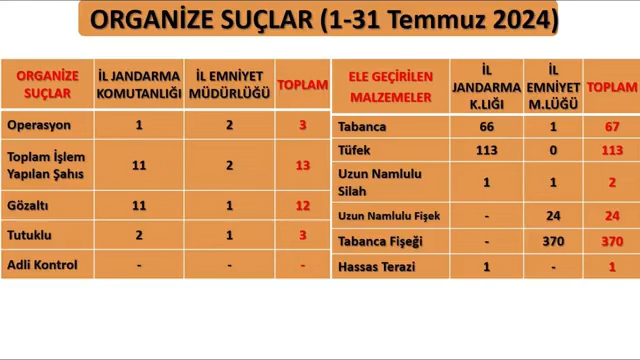 ORGANİZE SUÇLAR (1-31 Temmuz 2024)
ORGANİZE SUÇLAR İL JANDARMA KOMUTANLIĞI İL EMNİYET MÜDÜRLÜĞÜ TOPLAM
Operasyon 1 2 3
Toplam İşlem Yapılan Şahıs 11 2 13
Gözaltı 11 1 12
Tutuklu 2 1 3
Adli Kontrol - - -
ELE GEÇİRİLEN MALZEMELER İL JANDARMA K.LIĞI İL EMNİYET M.LÜĞÜ TOPLAM
Tabanca 66 1 67
Tüfek 113 0 113
Uzun Namlulu Silah 1 1 2
Uzun Namlulu Fişek - 24 24
Tabanca Fişeği - 370 370
Hassas Terazi 1 - 1